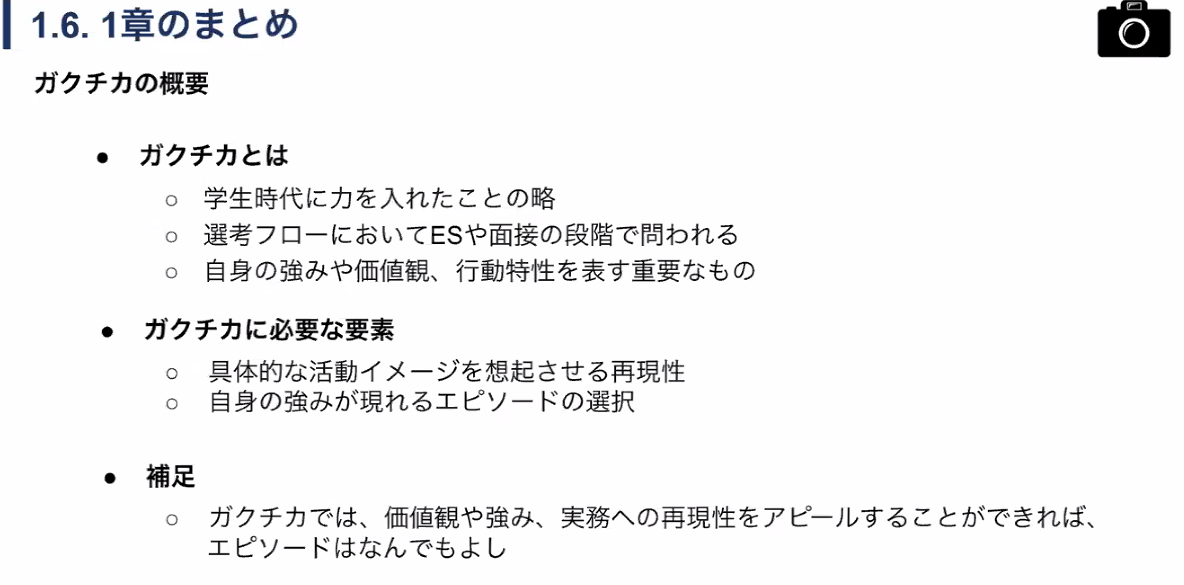 1.6. 1章のまとめ
ガクチカの概要
● ガクチカとは
○ 学生時代に力を入れたことの略
○ 選考フローにおいてESや面接の段階で問われる
○ 自身の強みや価値観、行動特性を表す重要なもの
● ガクチカに必要な要素
○ 具体的な活動イメージを想起させる再現性
○ 自身の強みが現れるエピソードの選択
● 補足
○ ガクチカでは、価値観や強み、実務への再現性をアピールすることができれば、
エピソードはなんでもよし